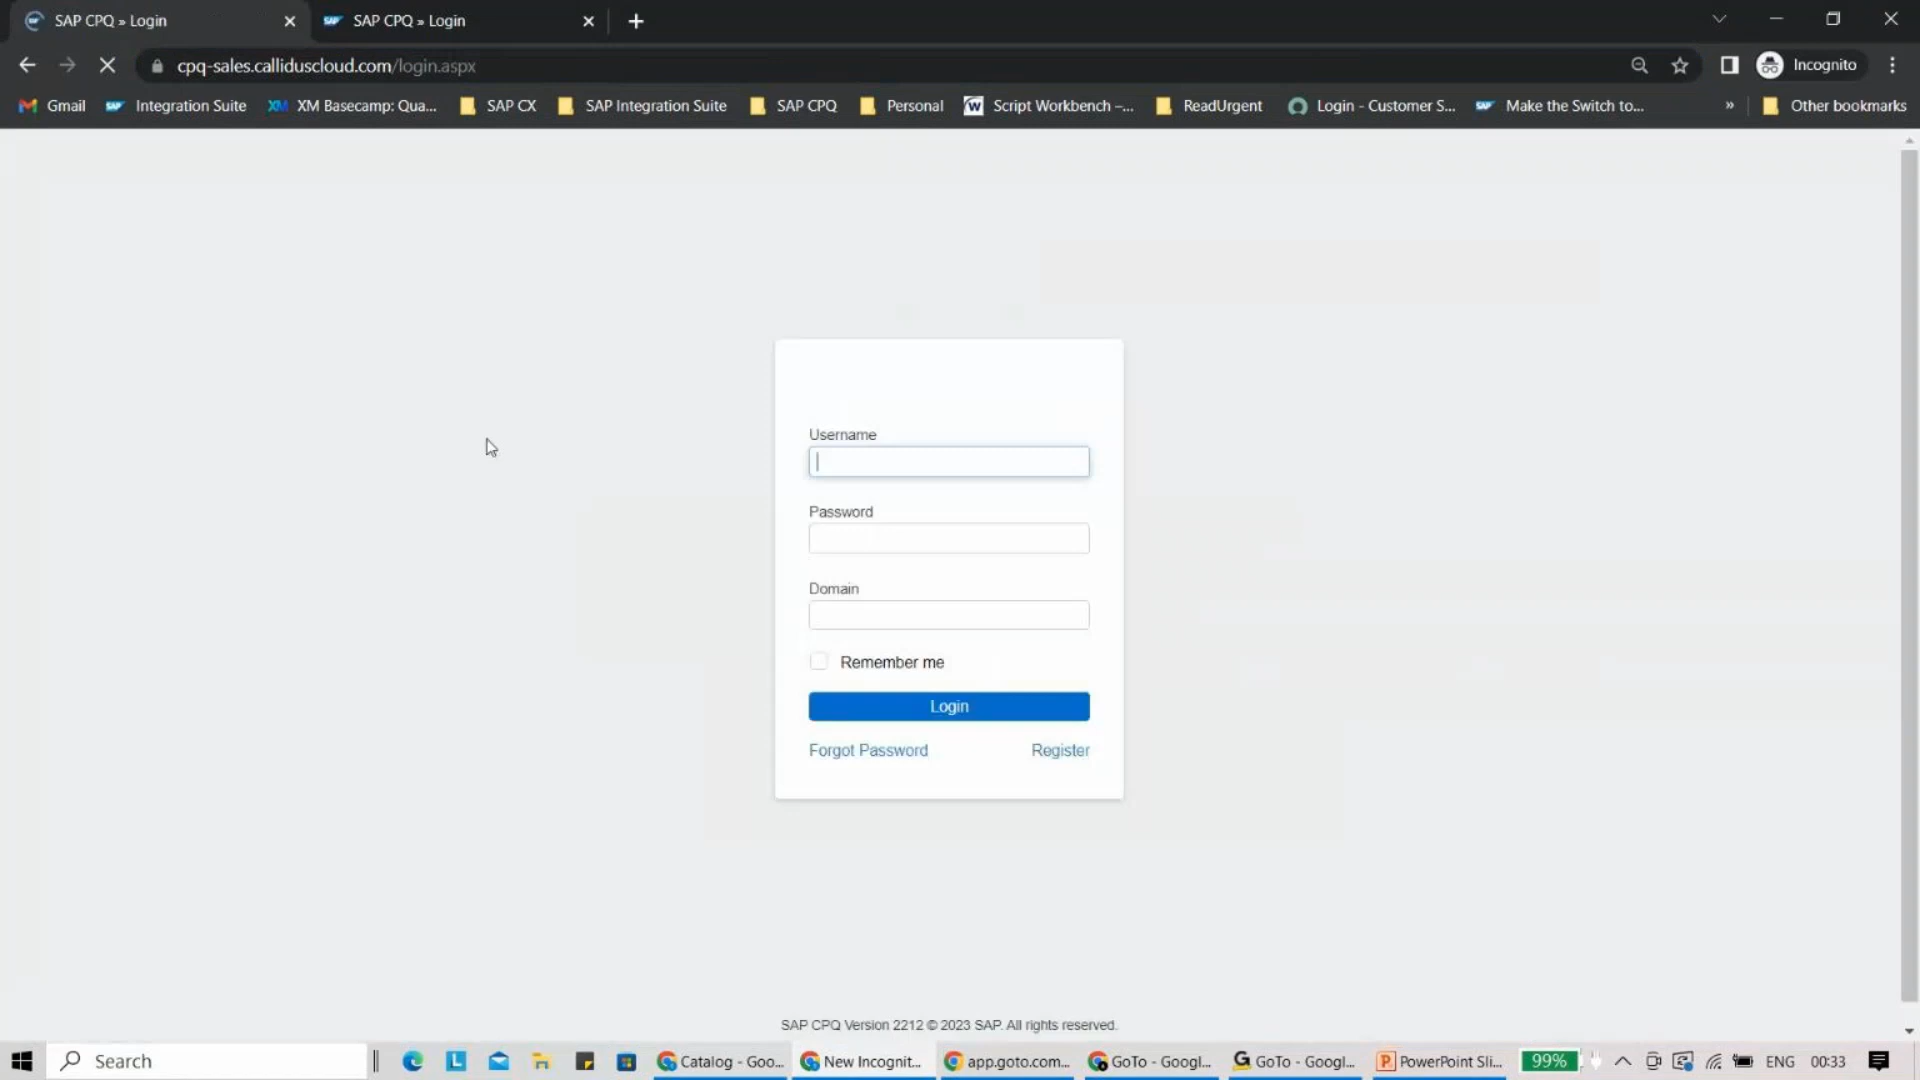 SAP CPQ » Login
SAP CPQ » Login
cpq-sales.calliduscloud.com/login.aspx
Incognito
Gmail
Integration Suite
XM Basecamp: Qua...
SAP CX
SAP Integration Suite
SAP CPQ
Personal
Script Workbench –...
ReadUrgent
Login - Customer S...
Make the Switch to...
»
Other bookmarks
Username
Password
Domain
Remember me
Login
Forgot Password
Register
SAP CPQ Version 2212 © 2023 SAP. All rights reserved.
Search
Catalog - Goo...
New Incognit...
app.goto.com...
GoTo - Googl...
GoTo - Googl...
PowerPoint Sli...
99%
ENG
00:33